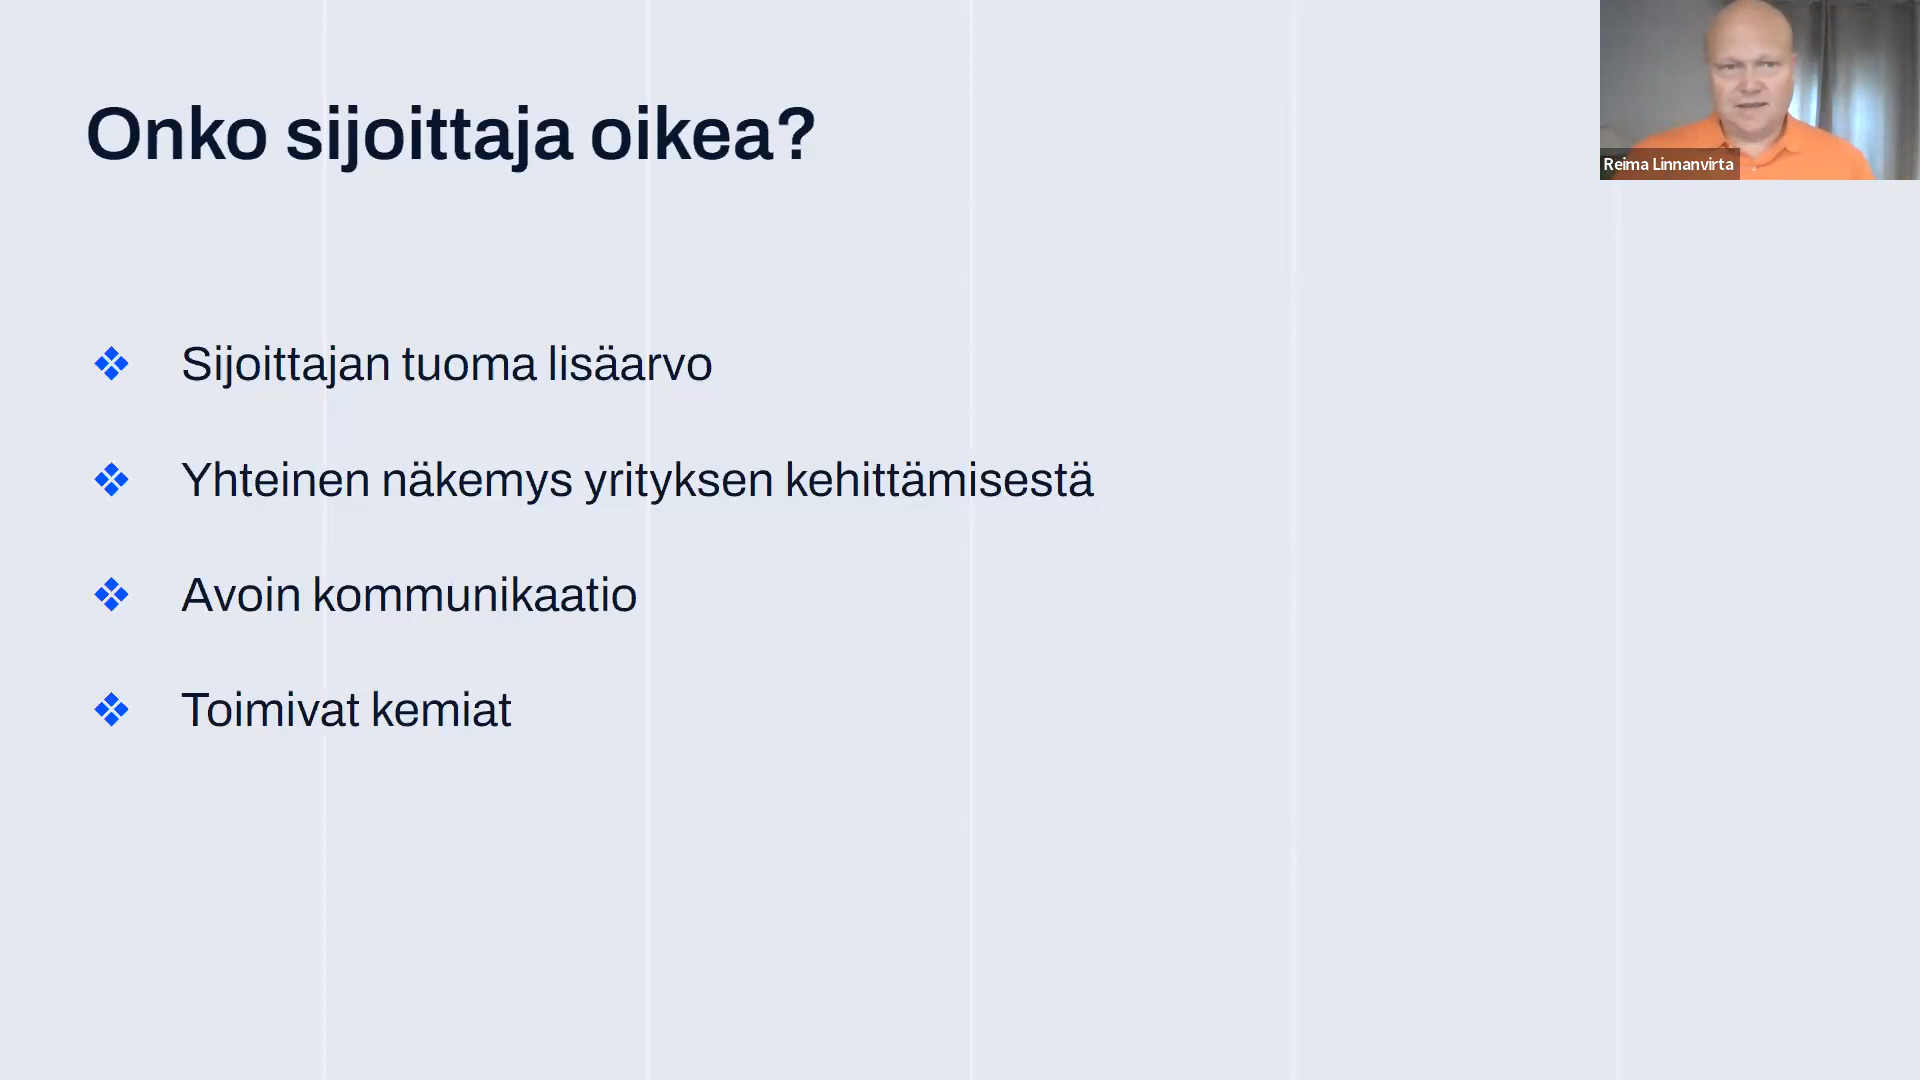 Onko sijoittaja oikea?
Reima Linnanvirta
Sijoittajan tuoma lisäarvo
Yhteinen näkemys yrityksen kehittämisestä
Avoin kommunikaatio
Toimivat kemiat